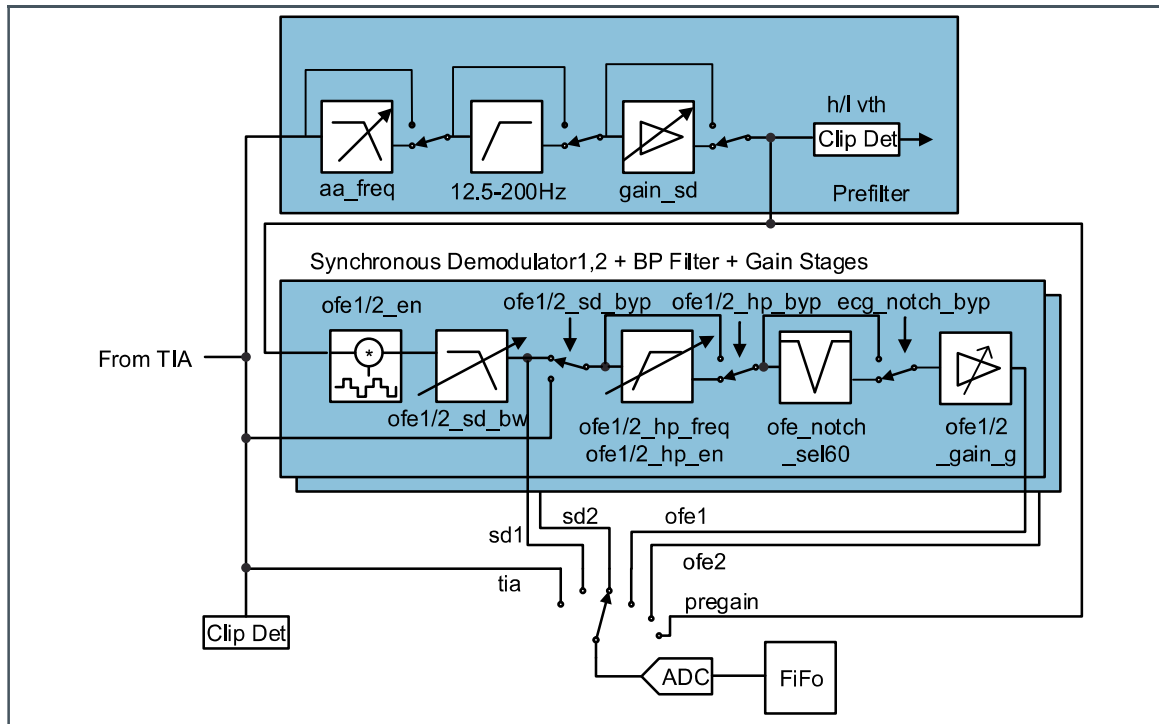 h/l vth
Clip Det
aa_freq
12.5-200Hz
gain_sd
Prefilter
Synchronous Demodulator1,2 + BP Filter + Gain Stages
ofe1/2_en
ofe1/2_sd_byp
ofe1/2_hp_byp
ecg_notch_byp
From TIA
*
ofe1/2_sd_bw
ofe1/2_hp_freq
ofe1/2_hp_en
ofe_notch
_sel60
ofe1/2
_gain_g
sd2
ofe1
sd1
ofe2
tia
pregain
Clip Det
ADC
FiFo